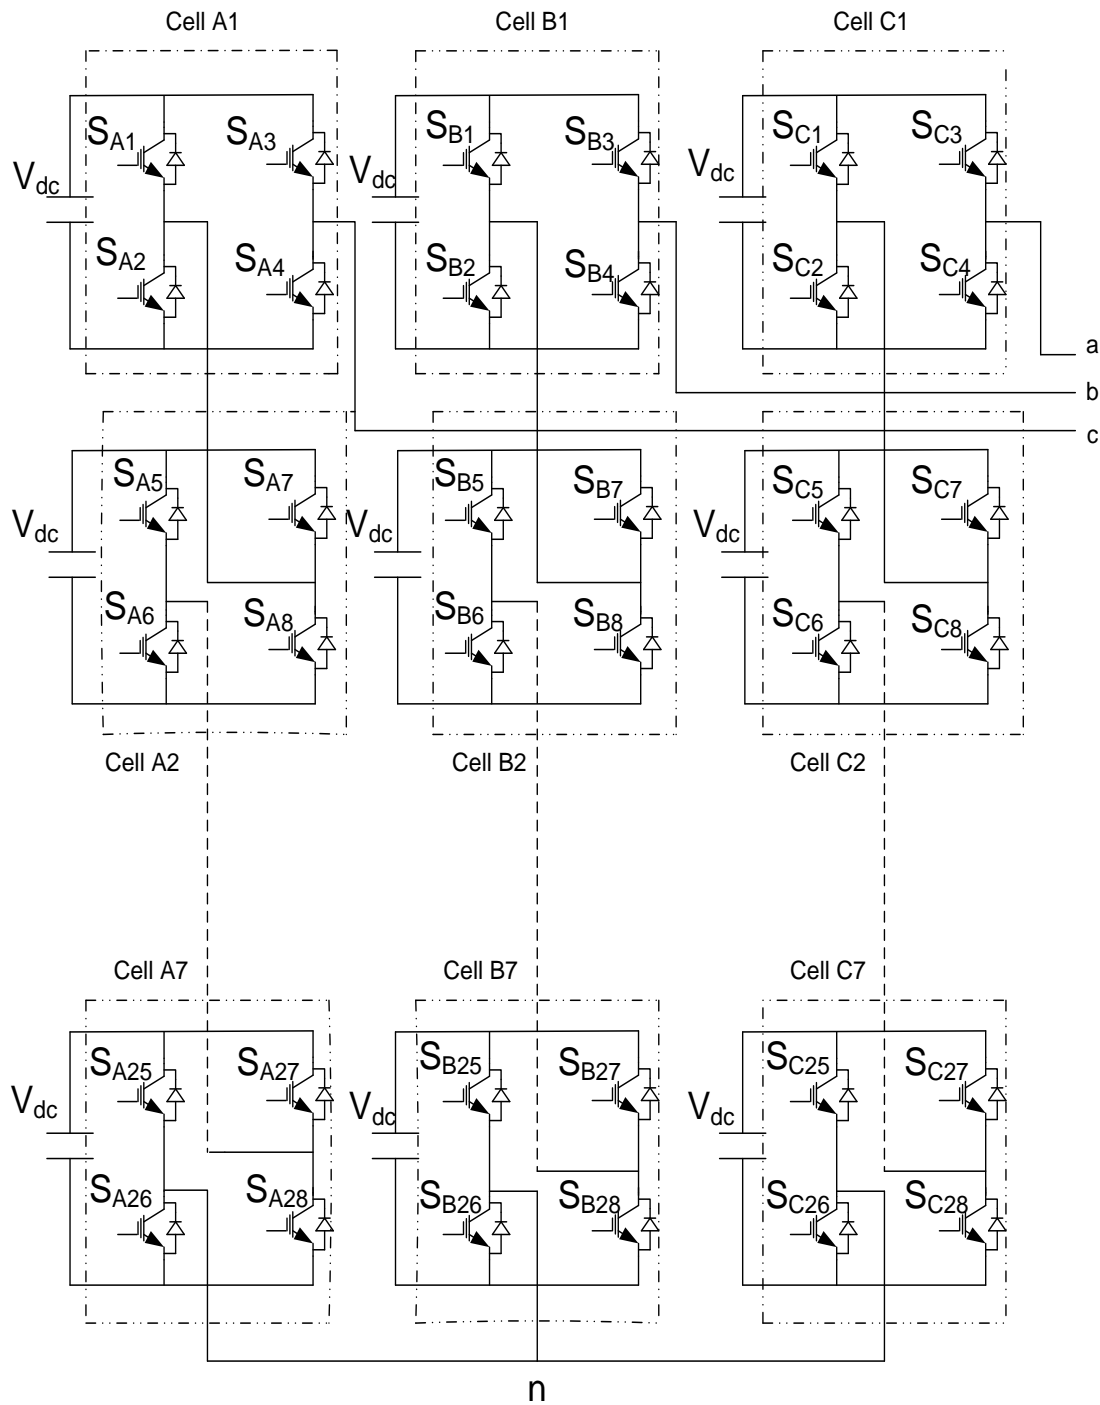 Cell A1 Cell B1 Cell C1
SA1 SA3 SB1 SB3 SC1 SC3
Vdc Vdc Vdc
SA2 SA4 SB2 SB4 SC2 SC4
a
b
c
SA5 SA7 SB5 SB7 SC5 SC7
Vdc Vdc Vdc
SA6 SA8 SB6 SB8 SC6 SC8
Cell A2 Cell B2 Cell C2
Cell A7 Cell B7 Cell C7
SA25 SA27 SB25 SB27 SC25 SC27
Vdc Vdc Vdc
SA26 SA28 SB26 SB28 SC26 SC28
n